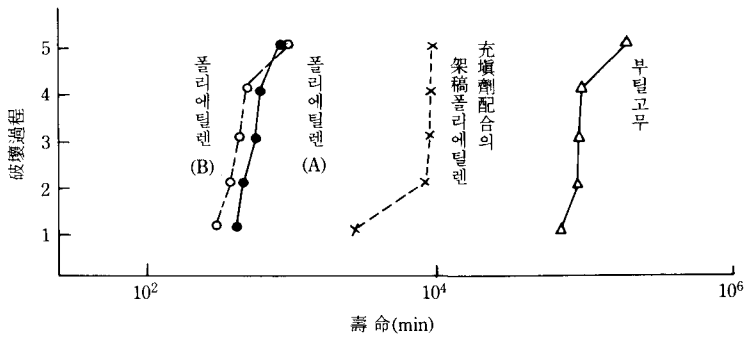 破壞過程
5
4
3
2
1
폴리에틸렌
(B)
폴리에틸렌
(A)
充塡劑配合의
架稿폴리에틸렌
부틸고무
10²
10⁴
10⁶
壽 命(min)